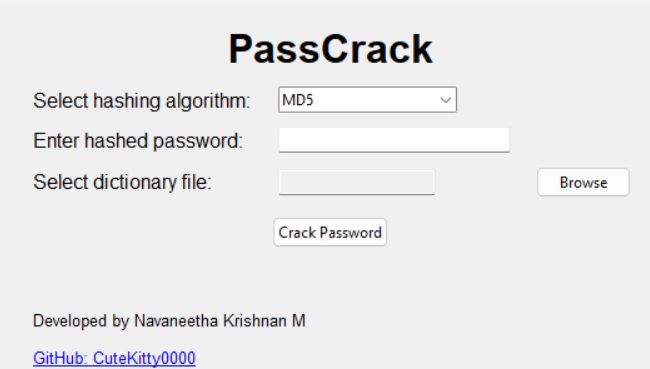 PassCrack
Select hashing algorithm: MD5
Enter hashed password:
Select dictionary file: Browse
Crack Password
Developed by Navaneetha Krishnan M
GitHub: CuteKitty0000